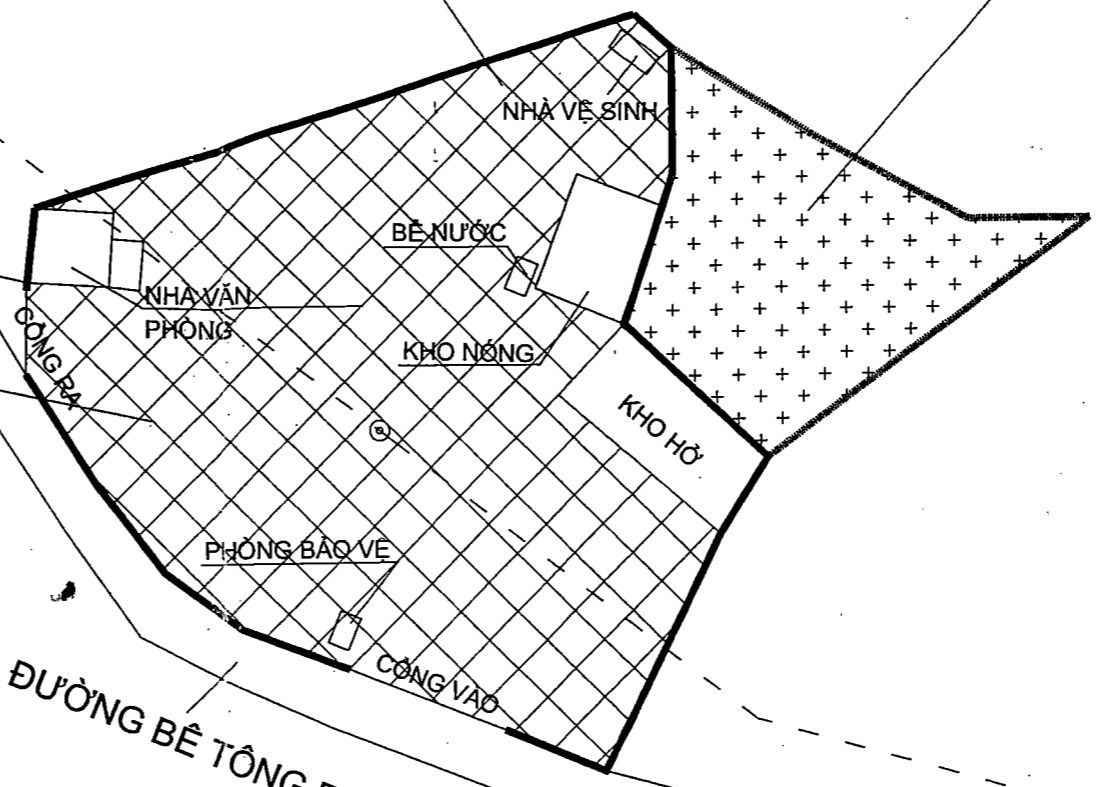 NHÀ VỆ SINH
BỂ NƯỚC
NHÀ VĂN
PHÒNG
CỔNG RA
KHO NÓNG
KHO HỞ
PHÒNG BẢO VỆ
CỔNG VÀO
ĐƯỜNG BÊ TÔNG